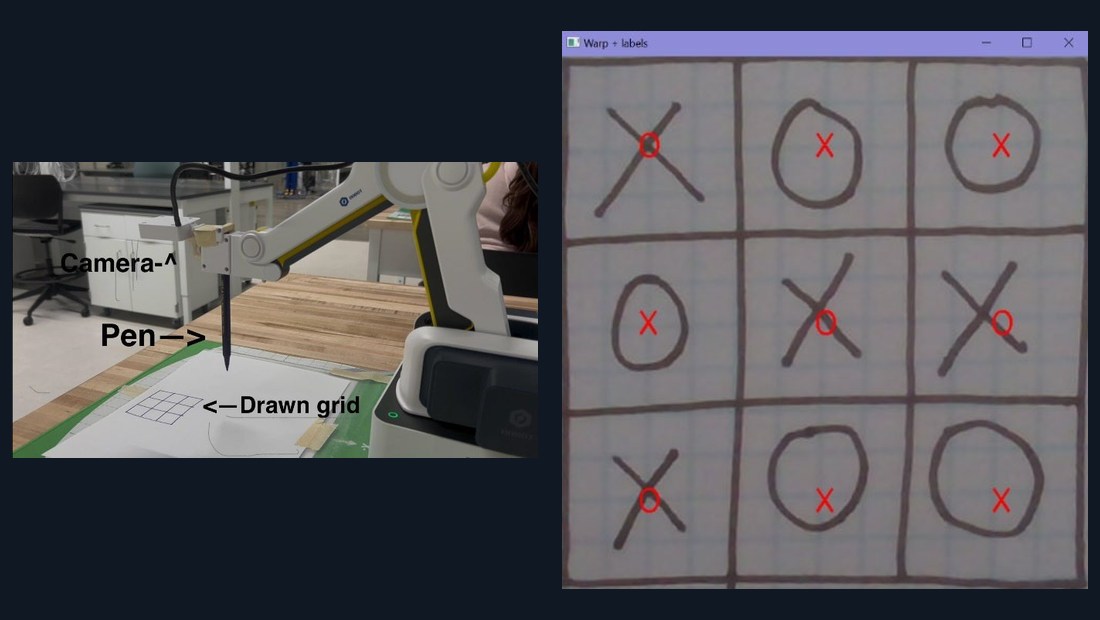 Camera-^
Pen—>
<—Drawn grid
Warp + labels
X O O
O X X
X O O
O X X
X O O
O X X